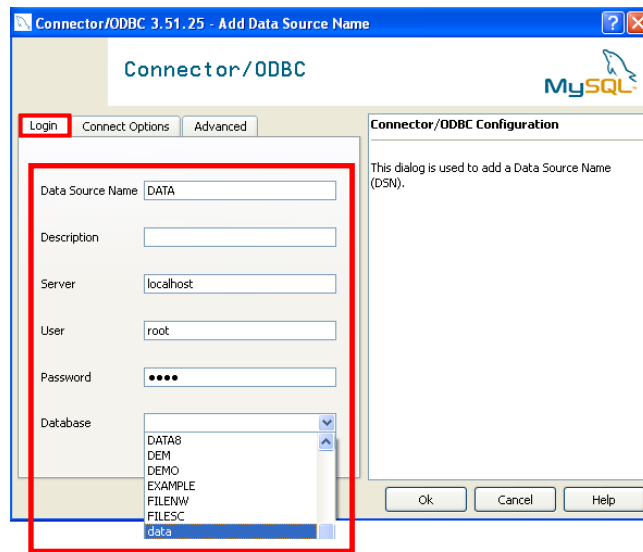 Connector/ODBC 3.51.25 - Add Data Source Name
Connector/ODBC
MySQL
Login Connect Options Advanced
Data Source Name DATA
Description
Server localhost
User root
Password ••••
Database
DATA8
DEM
DEMO
EXAMPLE
FILENW
FILESC
data
Connector/ODBC Configuration
This dialog is used to add a Data Source Name
(DSN).
Ok Cancel Help